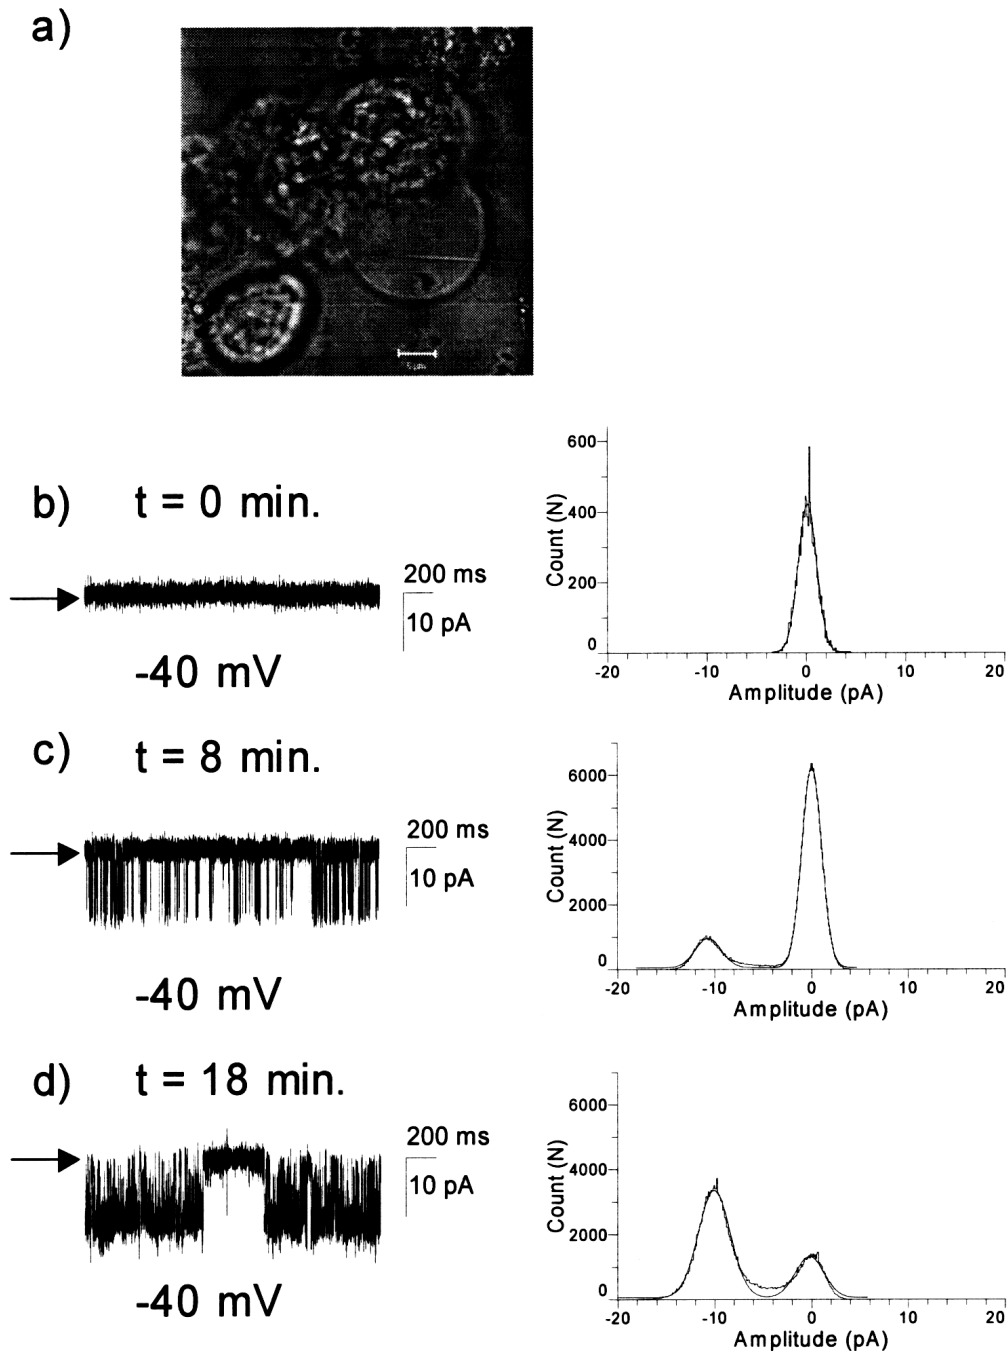 a)
5 μm
b) t = 0 min.
200 ms
10 pA
-40 mV
600
400
200
0
Count (N)
-20 -10 0 10 20
Amplitude (pA)
c) t = 8 min.
200 ms
10 pA
-40 mV
6000
4000
2000
0
Count (N)
-20 -10 0 10 20
Amplitude (pA)
d) t = 18 min.
200 ms
10 pA
-40 mV
6000
4000
2000
0
Count (N)
-20 -10 0 10 20
Amplitude (pA)